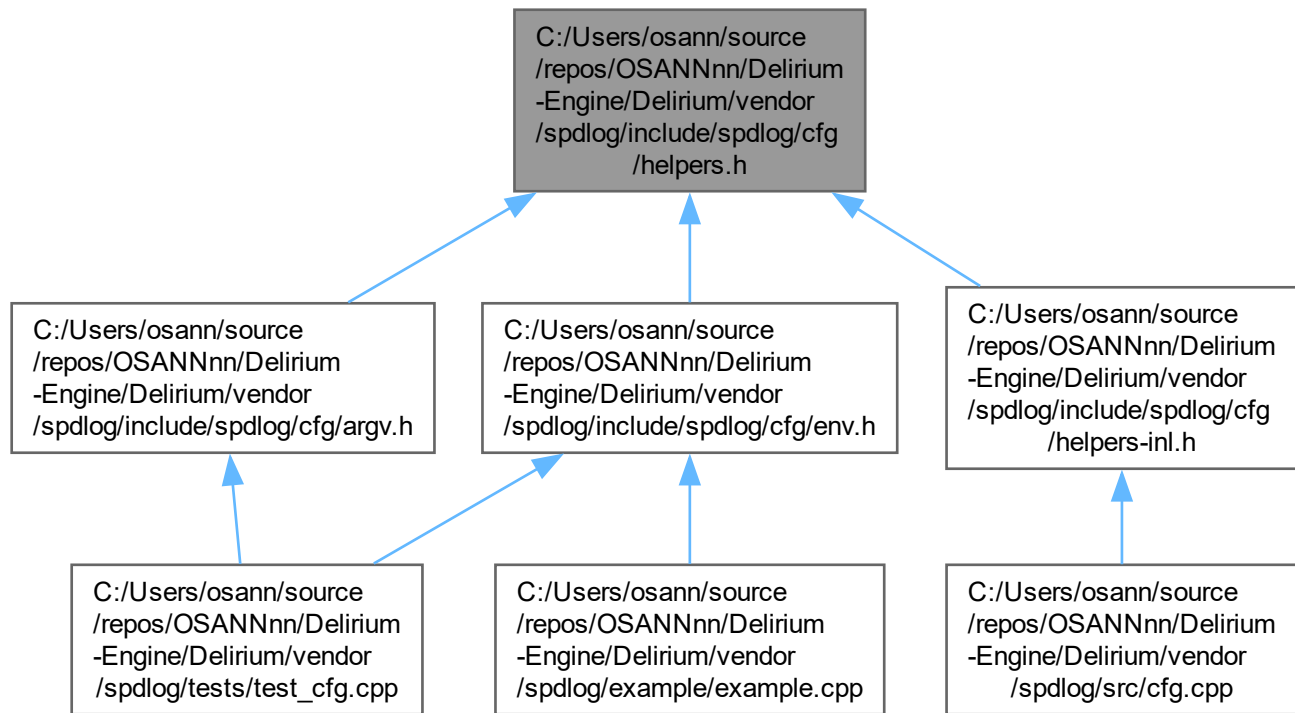 C:/Users/osann/source
/repos/OSANNnn/Delirium
-Engine/Delirium/vendor
/spdlog/include/spdlog/cfg
/helpers.h
C:/Users/osann/source
/repos/OSANNnn/Delirium
-Engine/Delirium/vendor
/spdlog/include/spdlog/cfg/argv.h
C:/Users/osann/source
/repos/OSANNnn/Delirium
-Engine/Delirium/vendor
/spdlog/include/spdlog/cfg/env.h
C:/Users/osann/source
/repos/OSANNnn/Delirium
-Engine/Delirium/vendor
/spdlog/include/spdlog/cfg
/helpers-inl.h
C:/Users/osann/source
/repos/OSANNnn/Delirium
-Engine/Delirium/vendor
/spdlog/tests/test_cfg.cpp
C:/Users/osann/source
/repos/OSANNnn/Delirium
-Engine/Delirium/vendor
/spdlog/example/example.cpp
C:/Users/osann/source
/repos/OSANNnn/Delirium
-Engine/Delirium/vendor
/spdlog/src/cfg.cpp